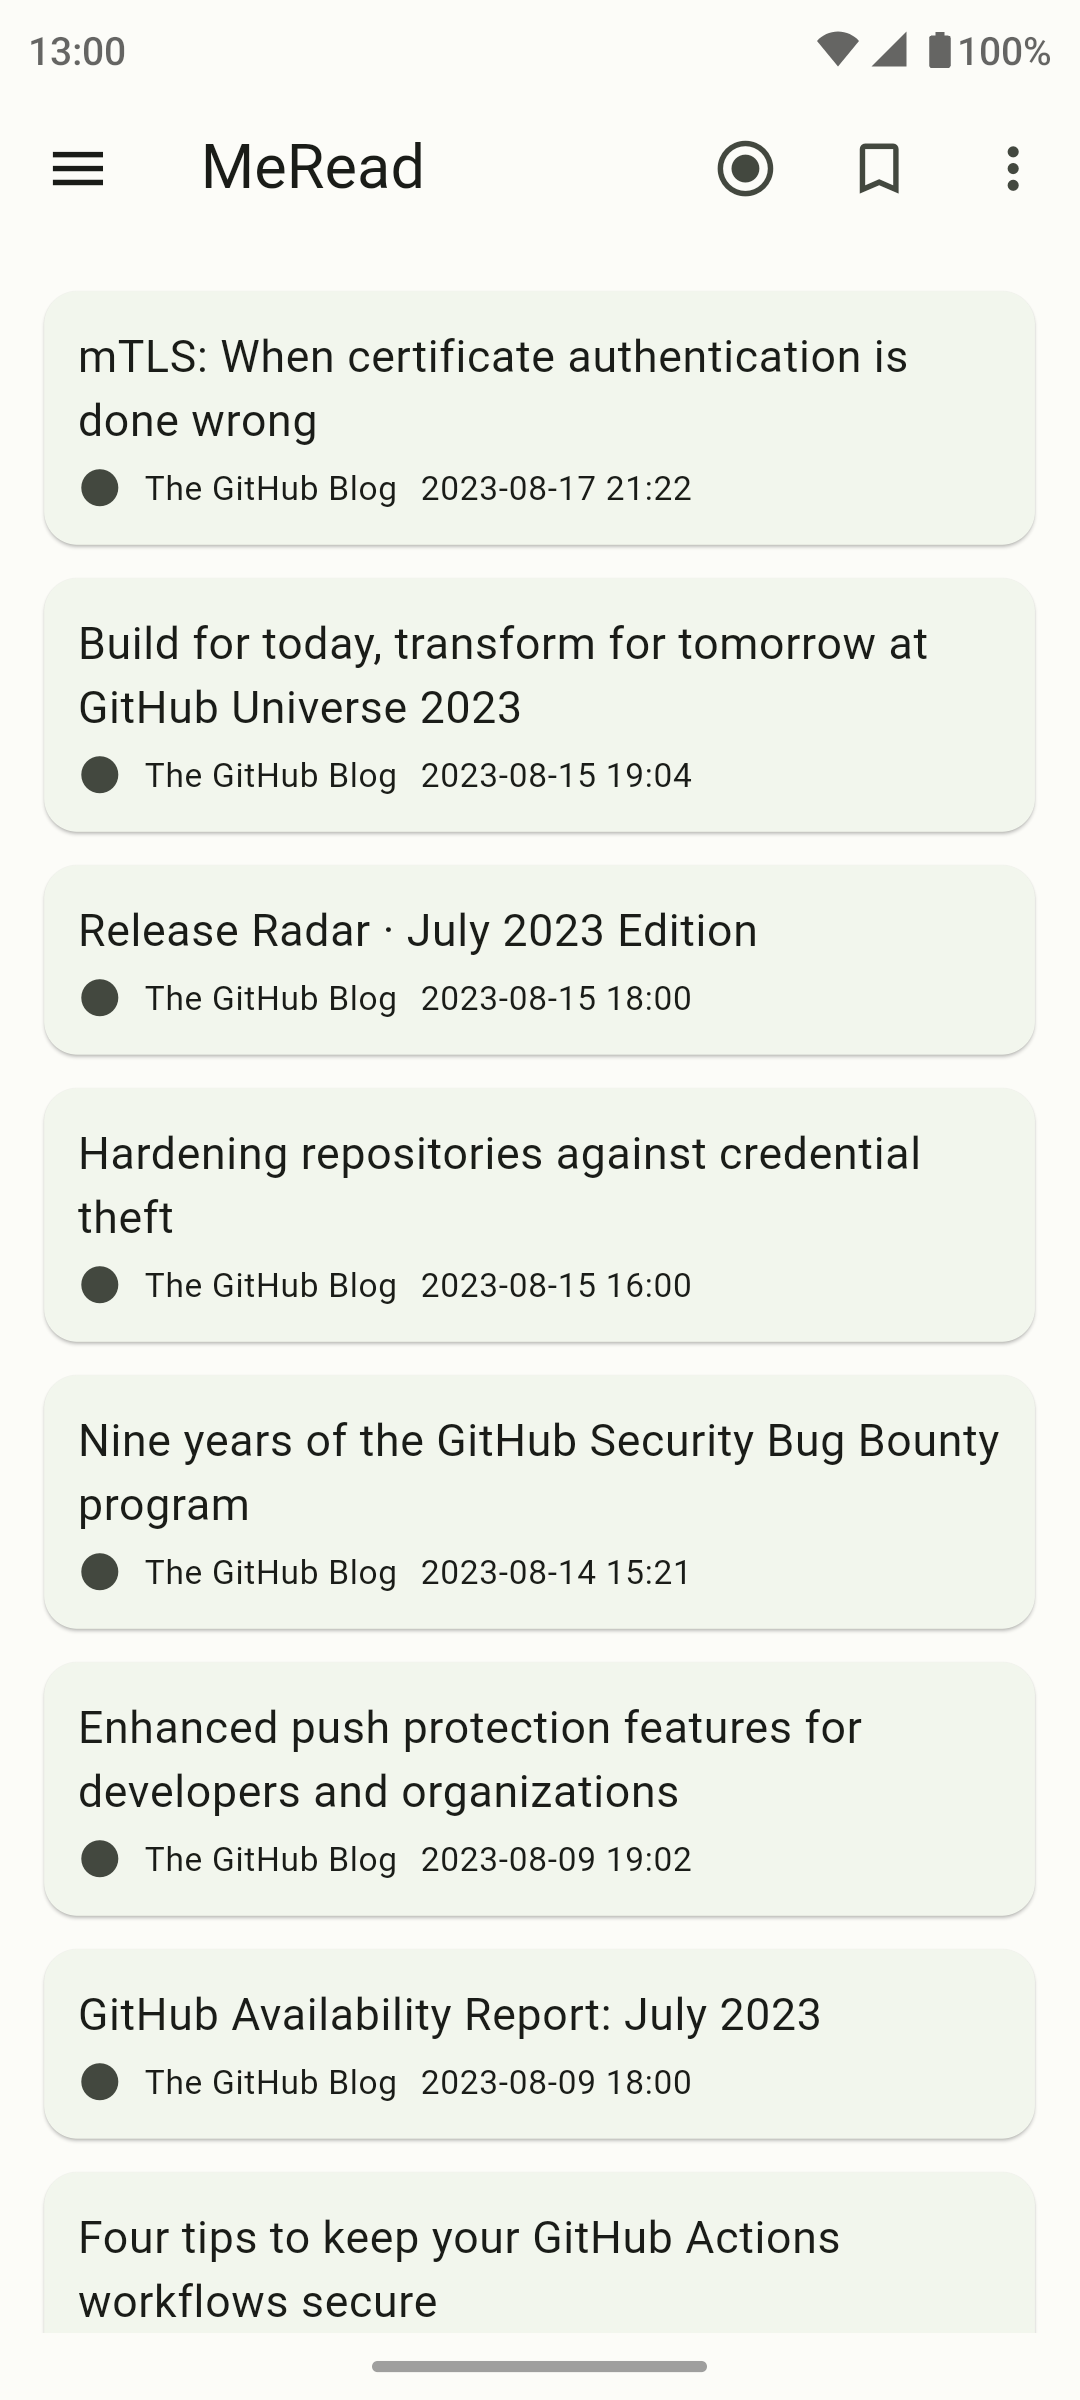 13:00
100%
MeRead
mTLS: When certificate authentication is
done wrong
The GitHub Blog 2023-08-17 21:22
Build for today, transform for tomorrow at
GitHub Universe 2023
The GitHub Blog 2023-08-15 19:04
Release Radar · July 2023 Edition
The GitHub Blog 2023-08-15 18:00
Hardening repositories against credential
theft
The GitHub Blog 2023-08-15 16:00
Nine years of the GitHub Security Bug Bounty
program
The GitHub Blog 2023-08-14 15:21
Enhanced push protection features for
developers and organizations
The GitHub Blog 2023-08-09 19:02
GitHub Availability Report: July 2023
The GitHub Blog 2023-08-09 18:00
Four tips to keep your GitHub Actions
workflows secure